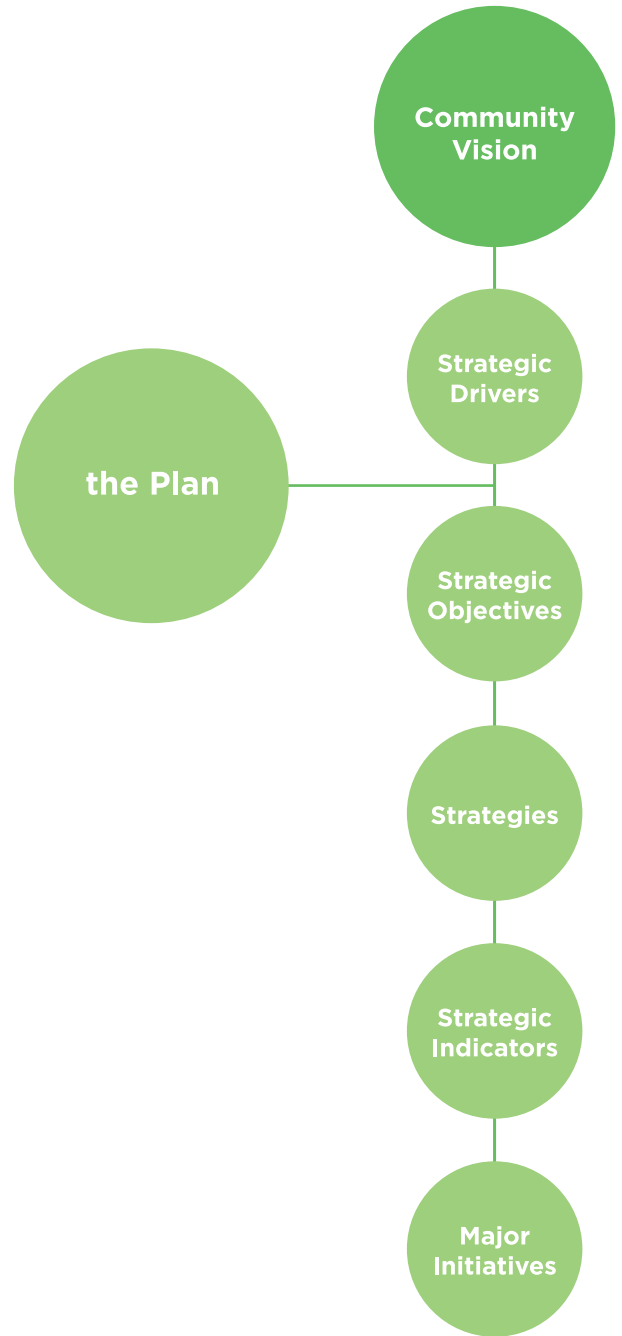 Community
Vision
Strategic
Drivers
the Plan
Strategic
Objectives
Strategies
Strategic
Indicators
Major
Initiatives